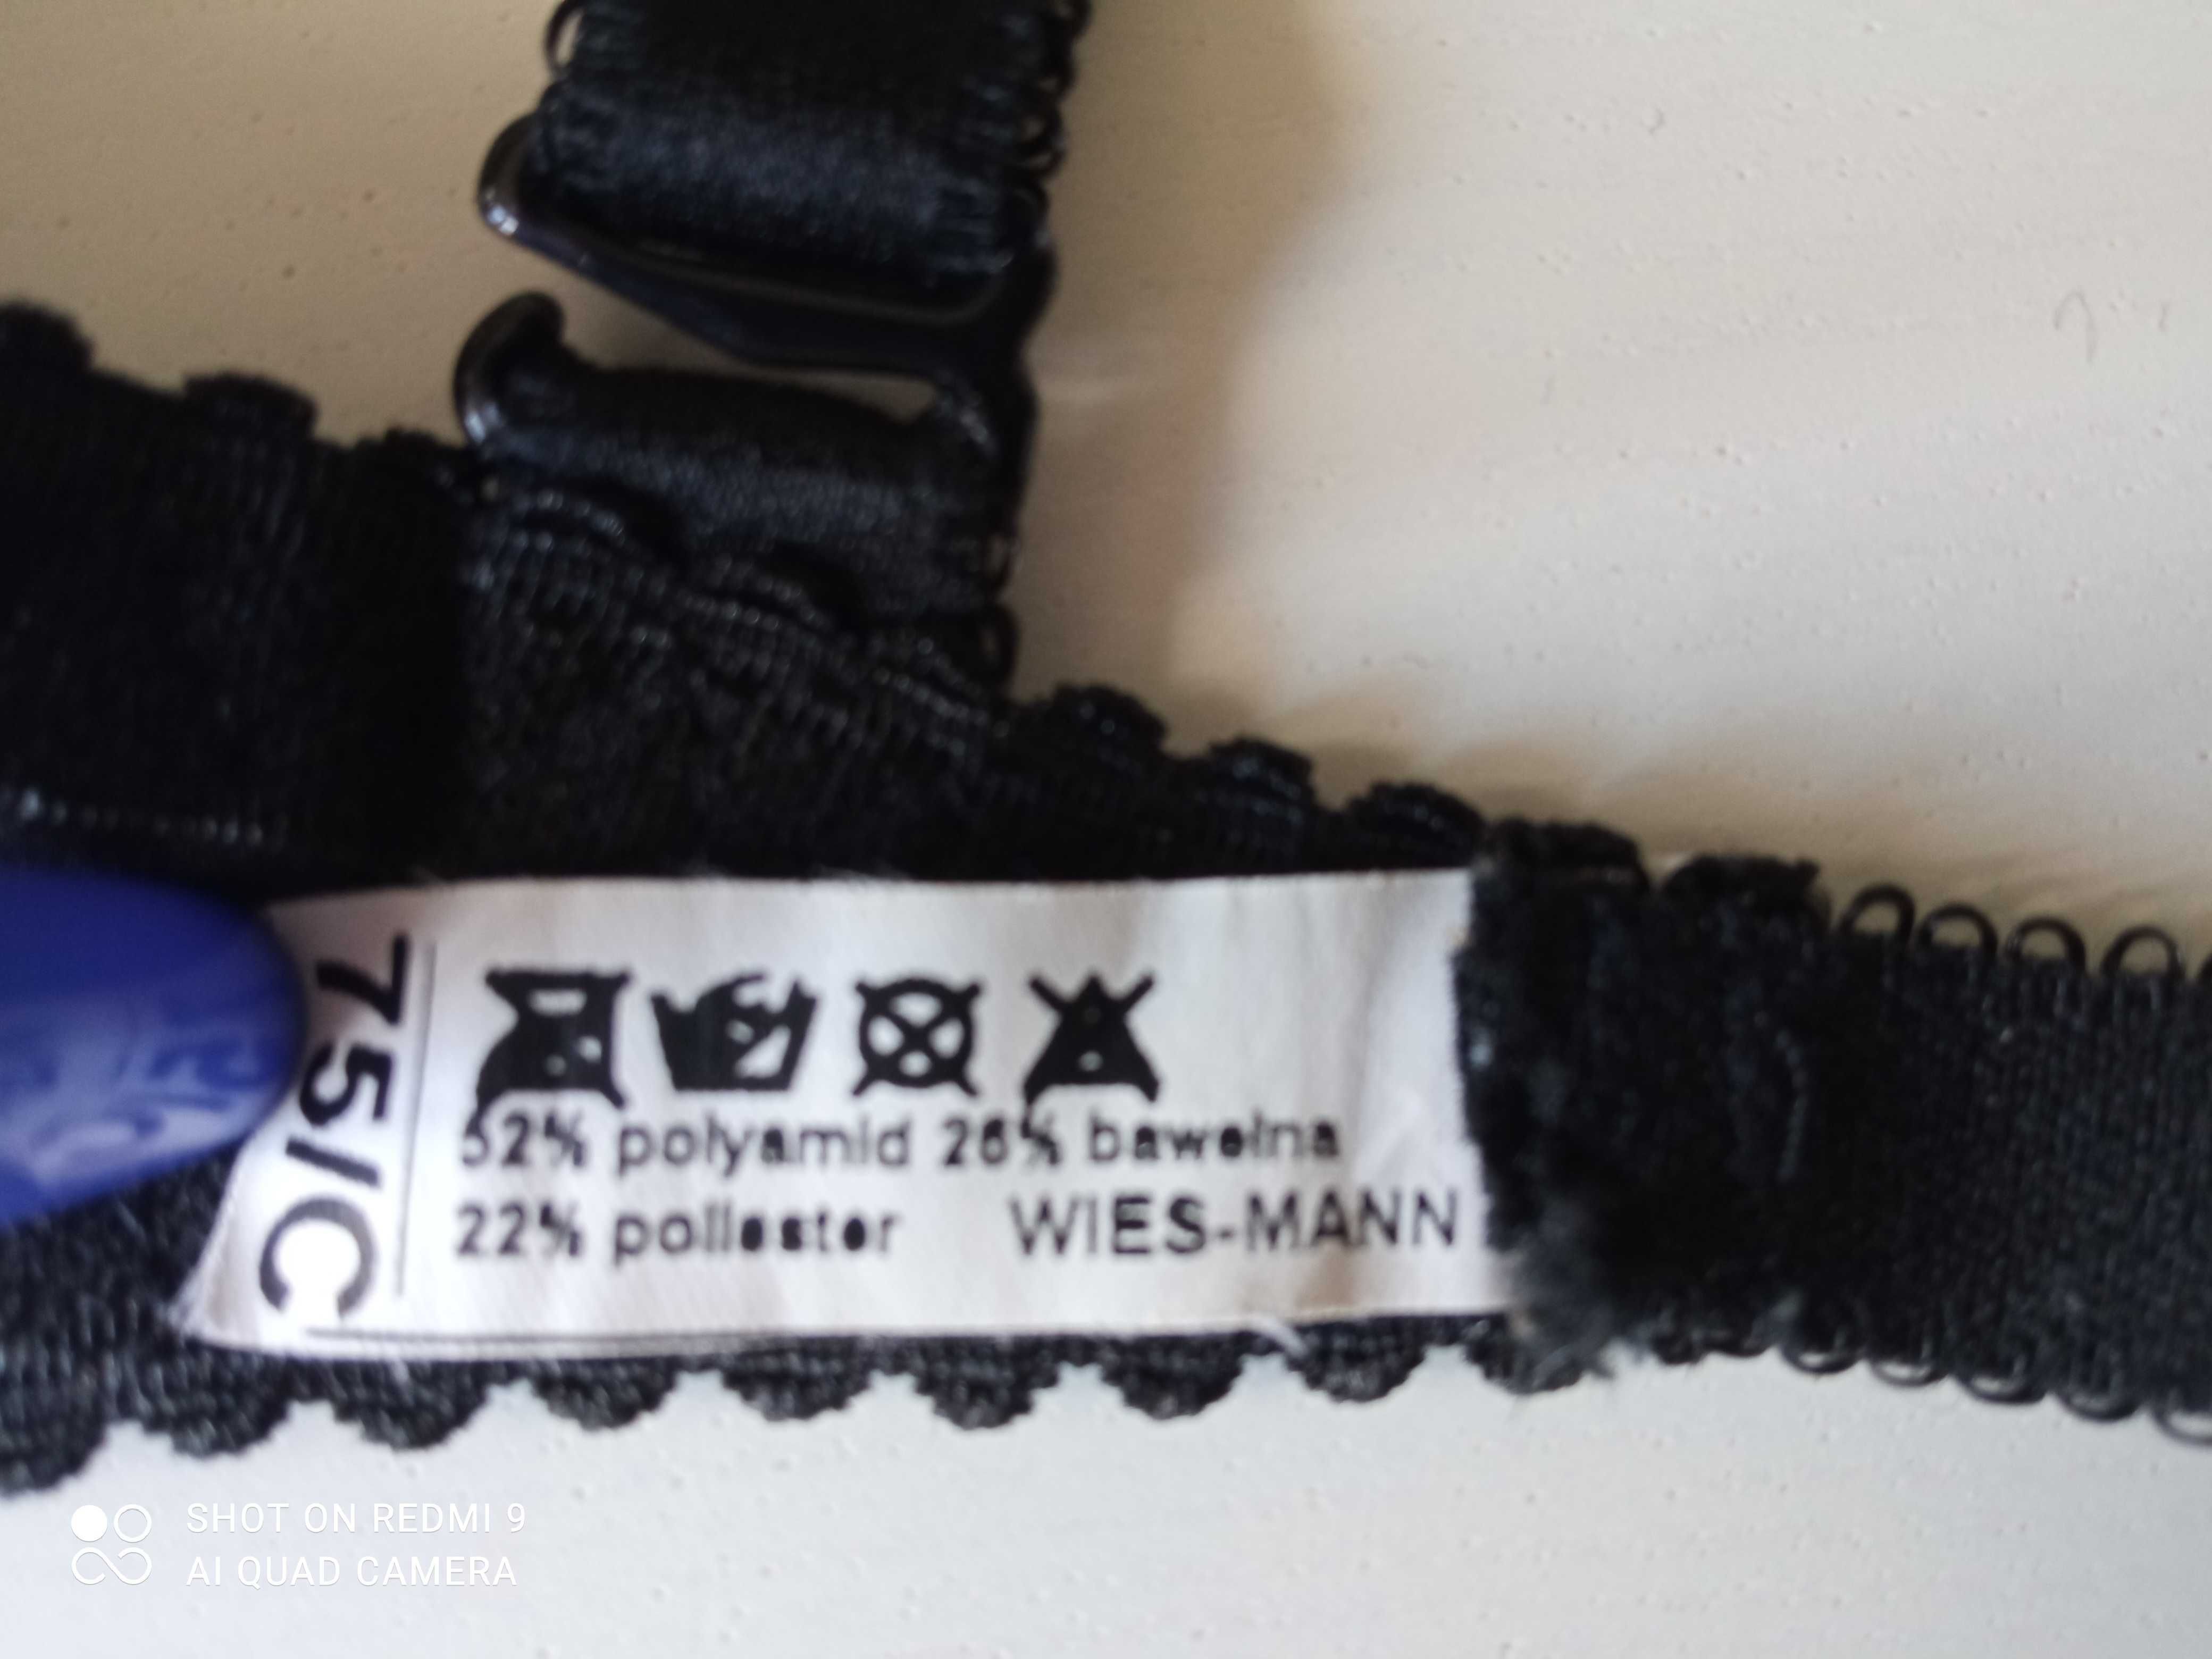 75/C
52% polyamid 26% bawełna
22% poliester WIES-MANN
SHOT ON REDMI 9
AI QUAD CAMERA